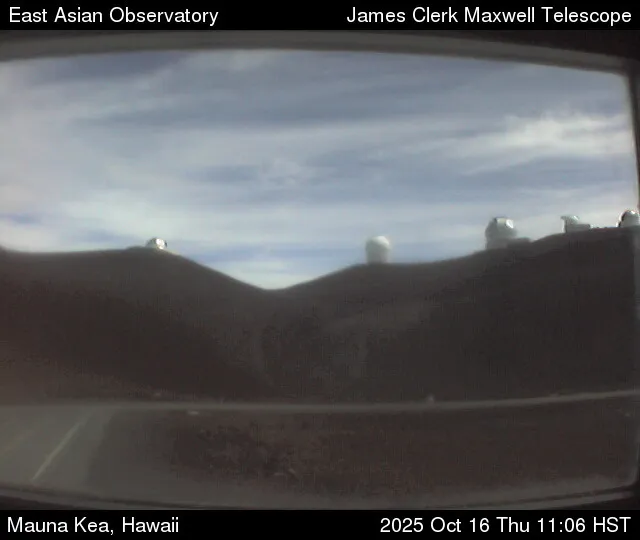 East Asian Observatory
James Clerk Maxwell Telescope
Mauna Kea, Hawaii
2025 Oct 16 Thu 11:06 HST